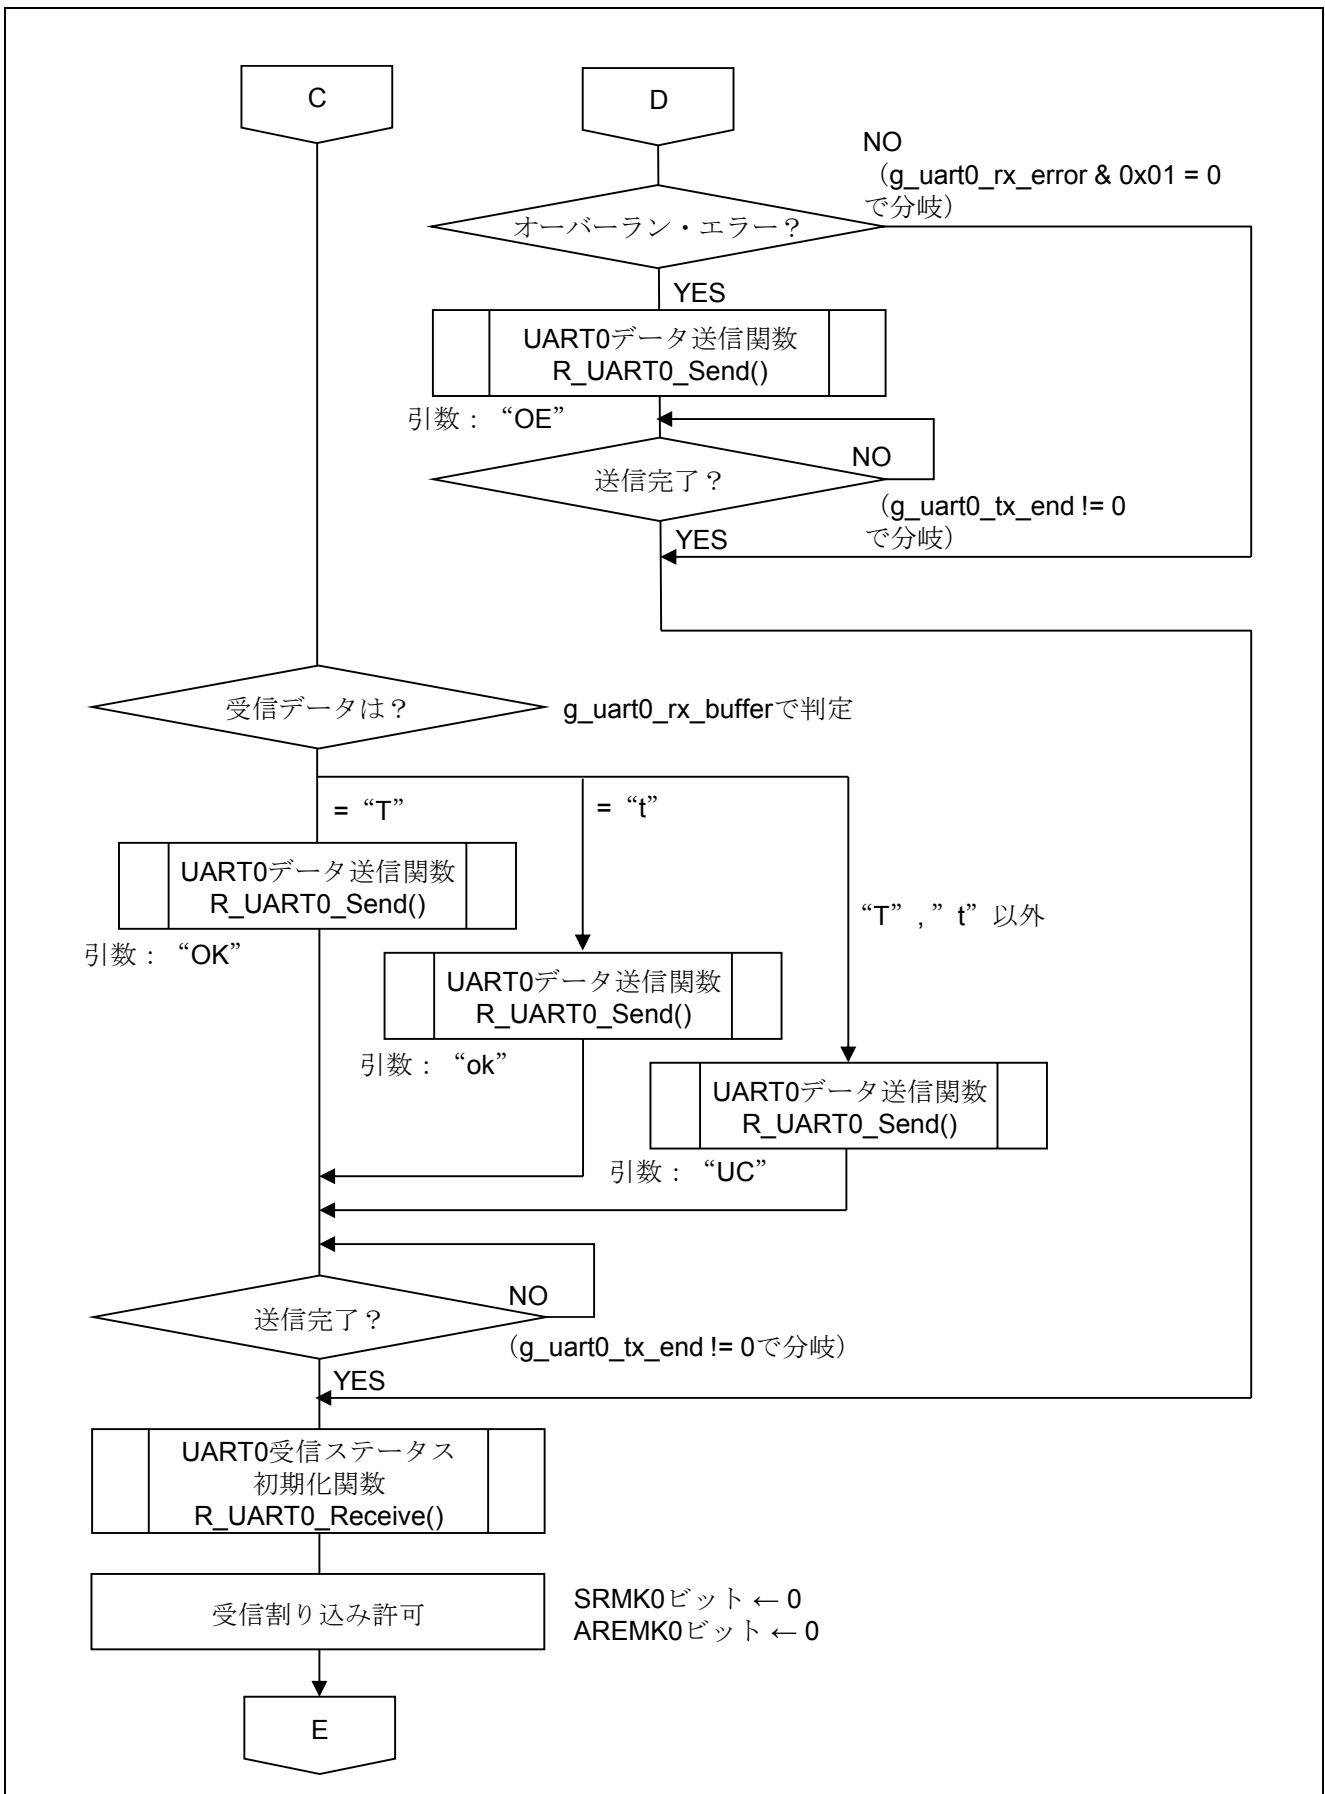 C
D
NO
（g_uart0_rx_error & 0x01 = 0
で分岐）
オーバーラン・エラー？
YES
UART0データ送信関数
R_UART0_Send()
引数： “OE”
送信完了？
NO
（g_uart0_tx_end != 0
で分岐）
YES
受信データは？
g_uart0_rx_bufferで判定
= “T”
= “t”
“T”，”t” 以外
UART0データ送信関数
R_UART0_Send()
引数： “OK”
UART0データ送信関数
R_UART0_Send()
引数： “ok”
UART0データ送信関数
R_UART0_Send()
引数： “UC”
送信完了？
NO
（g_uart0_tx_end != 0で分岐）
YES
UART0受信ステータス
初期化関数
R_UART0_Receive()
受信割り込み許可
SRMK0ビット ← 0
AREMK0ビット ← 0
E